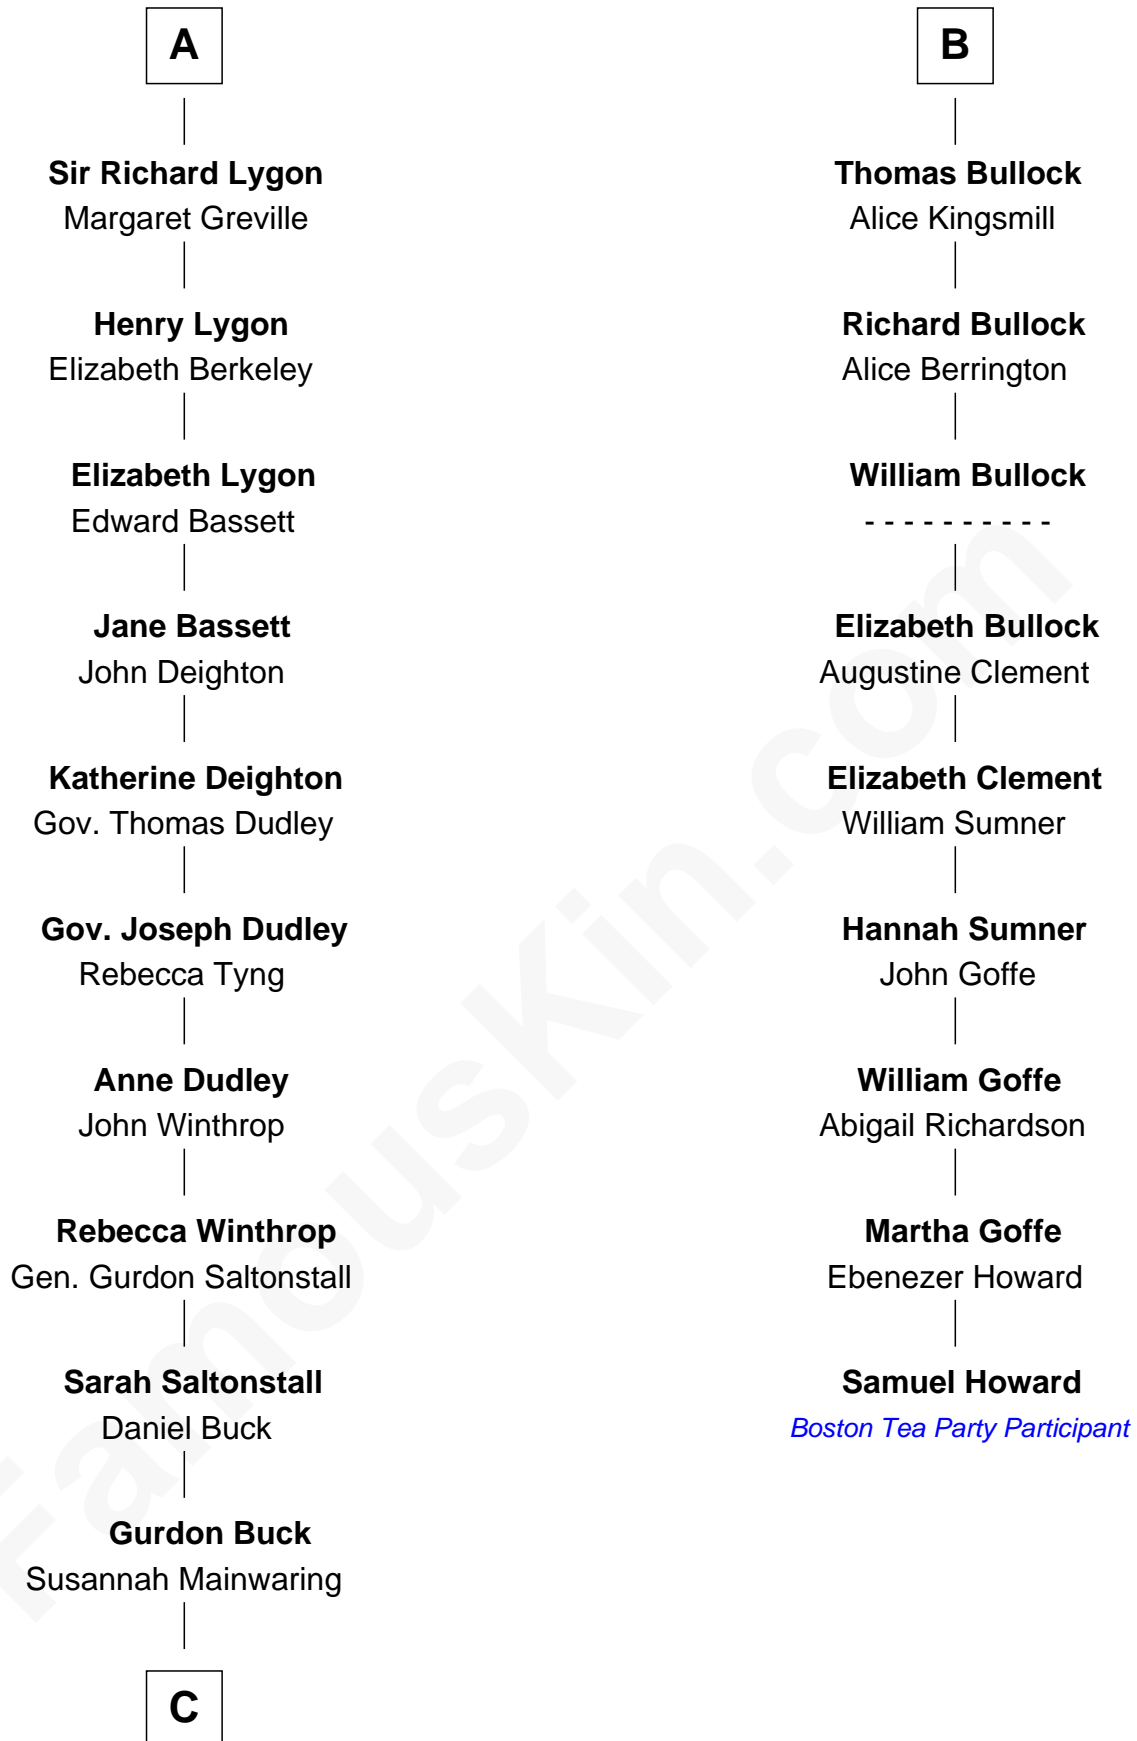 A
Sir Richard Lygon
Margaret Greville
Henry Lygon
Elizabeth Berkeley
Elizabeth Lygon
Edward Bassett
Jane Bassett
John Deighton
Katherine Deighton
Gov. Thomas Dudley
Gov. Joseph Dudley
Rebecca Tyng
Anne Dudley
John Winthrop
Rebecca Winthrop
Gen. Gurdon Saltonstall
Sarah Saltonstall
Daniel Buck
Gurdon Buck
Susannah Mainwaring
C
B
Thomas Bullock
Alice Kingsmill
Richard Bullock
Alice Berrington
William Bullock
- - - - - - - - - -
Elizabeth Bullock
Augustine Clement
Elizabeth Clement
William Sumner
Hannah Sumner
John Goffe
William Goffe
Abigail Richardson
Martha Goffe
Ebenezer Howard
Samuel Howard
Boston Tea Party Participant
FamousKin.com